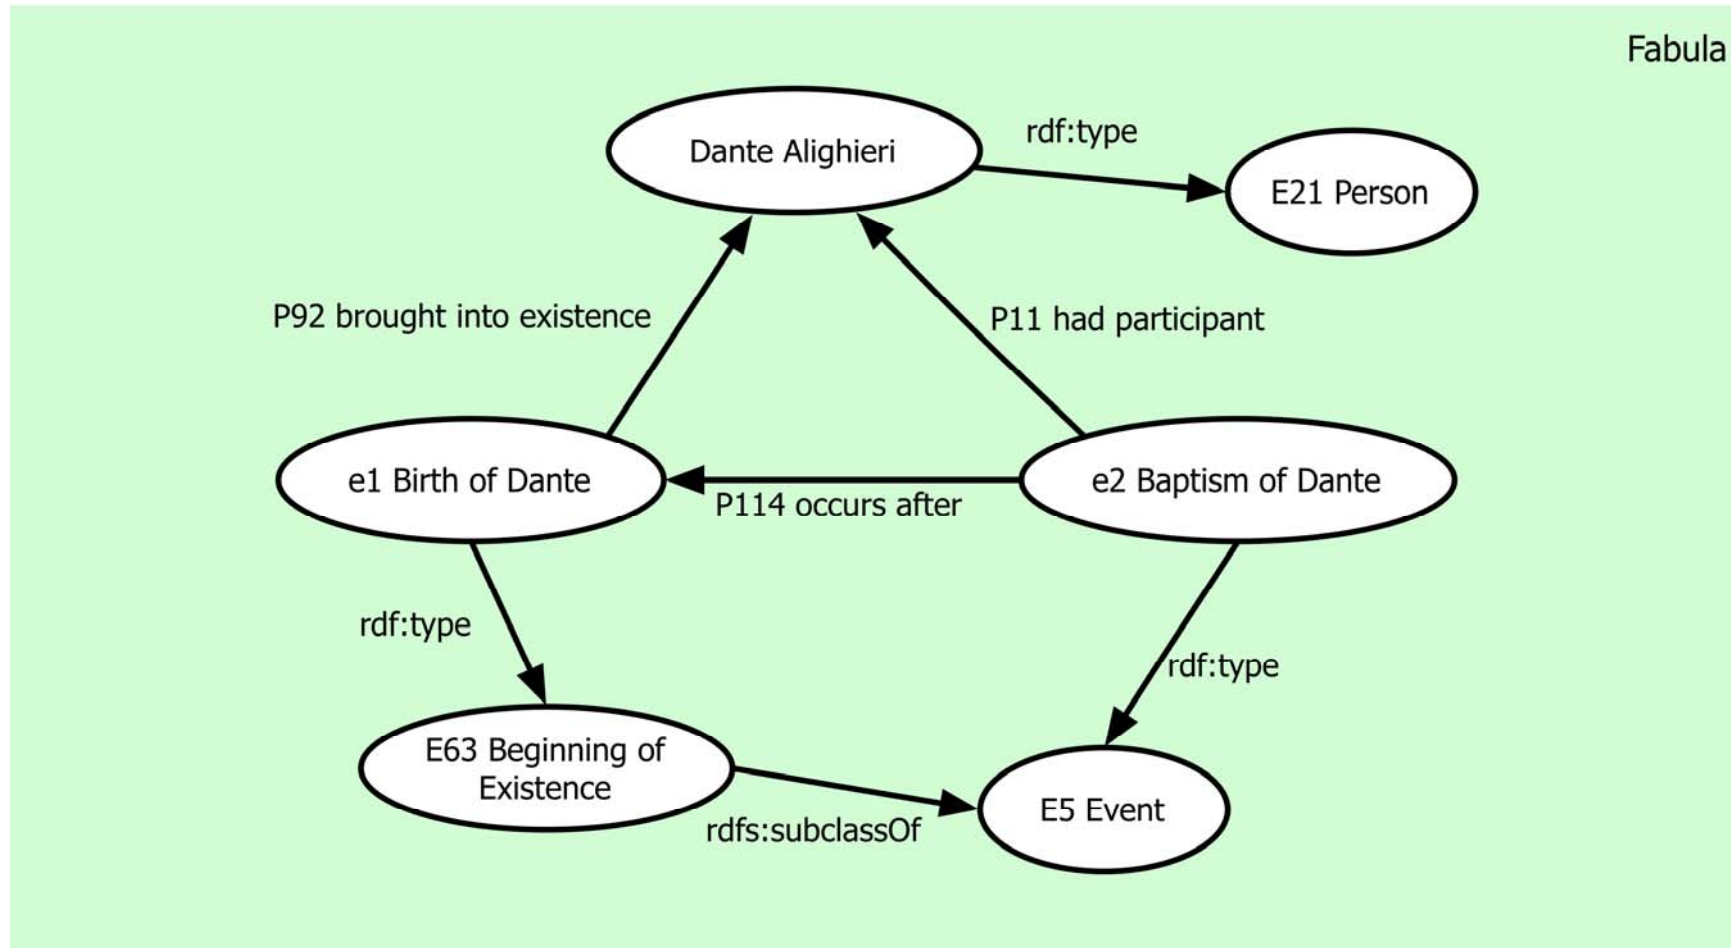 Fabula
Dante Alighieri
rdf:type
E21 Person
P92 brought into existence
P11 had participant
e1 Birth of Dante
e2 Baptism of Dante
P114 occurs after
rdf:type
rdf:type
E63 Beginning of
Existence
E5 Event
rdfs:subclassOf